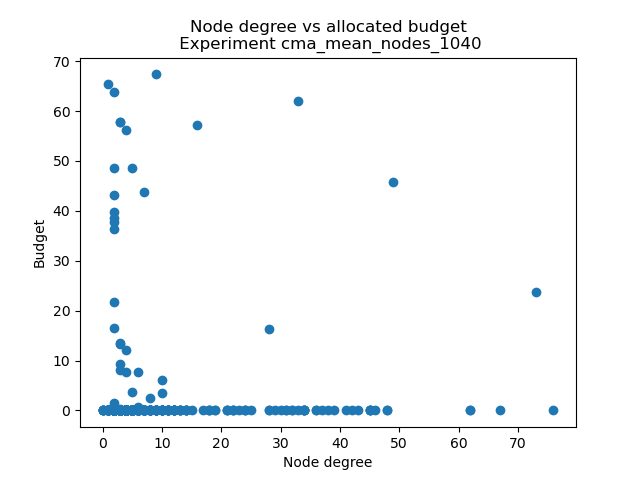 Node degree vs allocated budget
Experiment cma_mean_nodes_1040
70
60
50
40
30
20
10
0
Budget
0 10 20 30 40 50 60 70
Node degree